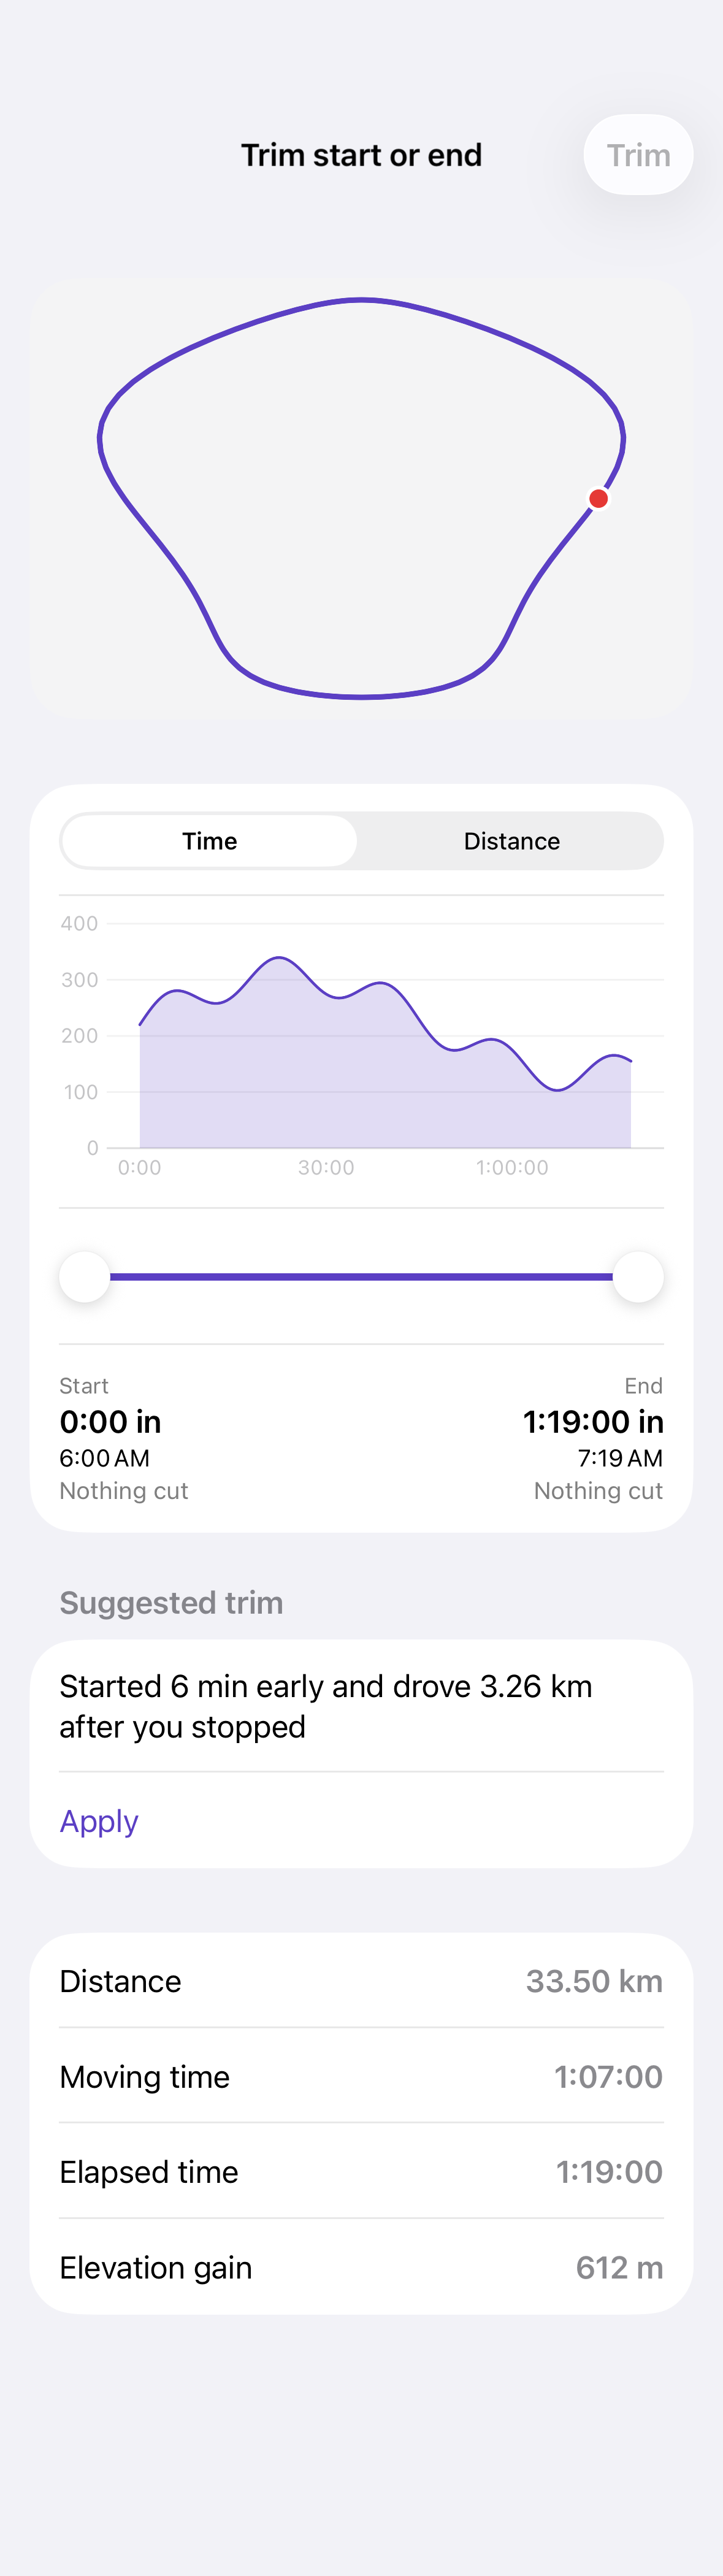 Trim start or end
Trim
Time
Distance
400
300
200
100
0
0:00
30:00
1:00:00
Start
End
0:00 in
1:19:00 in
6:00 AM
7:19 AM
Nothing cut
Nothing cut
Suggested trim
Started 6 min early and drove 3.26 km
after you stopped
Apply
Distance
33.50 km
Moving time
1:07:00
Elapsed time
1:19:00
Elevation gain
612 m